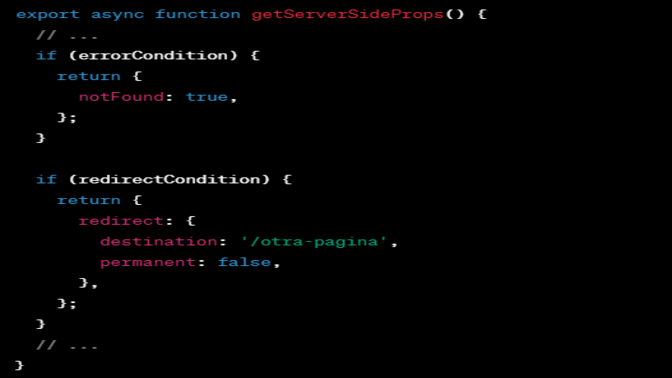 export async function getServerSideProps() {
  // ...
  if (errorCondition) {
    return {
      notFound: true,
    };
  }

  if (redirectCondition) {
    return {
      redirect: {
        destination: '/otra-pagina',
        permanent: false,
      },
    };
  }
  // ...
}